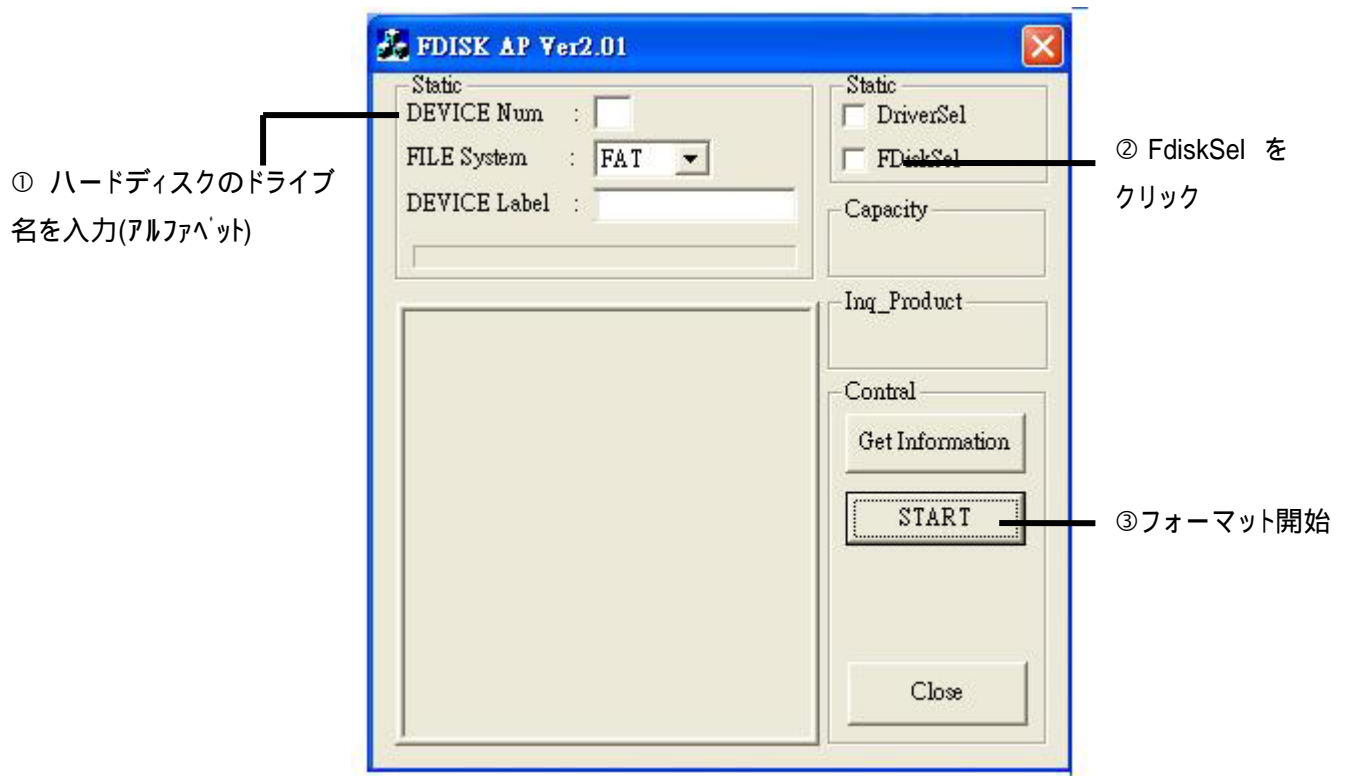 FDISK AP Ver2.01
Static
DEVICE Num :
FILE System : FAT
DEVICE Label :
Static
DriverSel
FDiskSel
Capacity
Inq_Product
Contral
Get Information
START
Close
① ハードディスクのドライブ
名を入力(ｱﾙﾌｧﾍﾞｯﾄ)
② FdiskSel を
クリック
③フォーマット開始